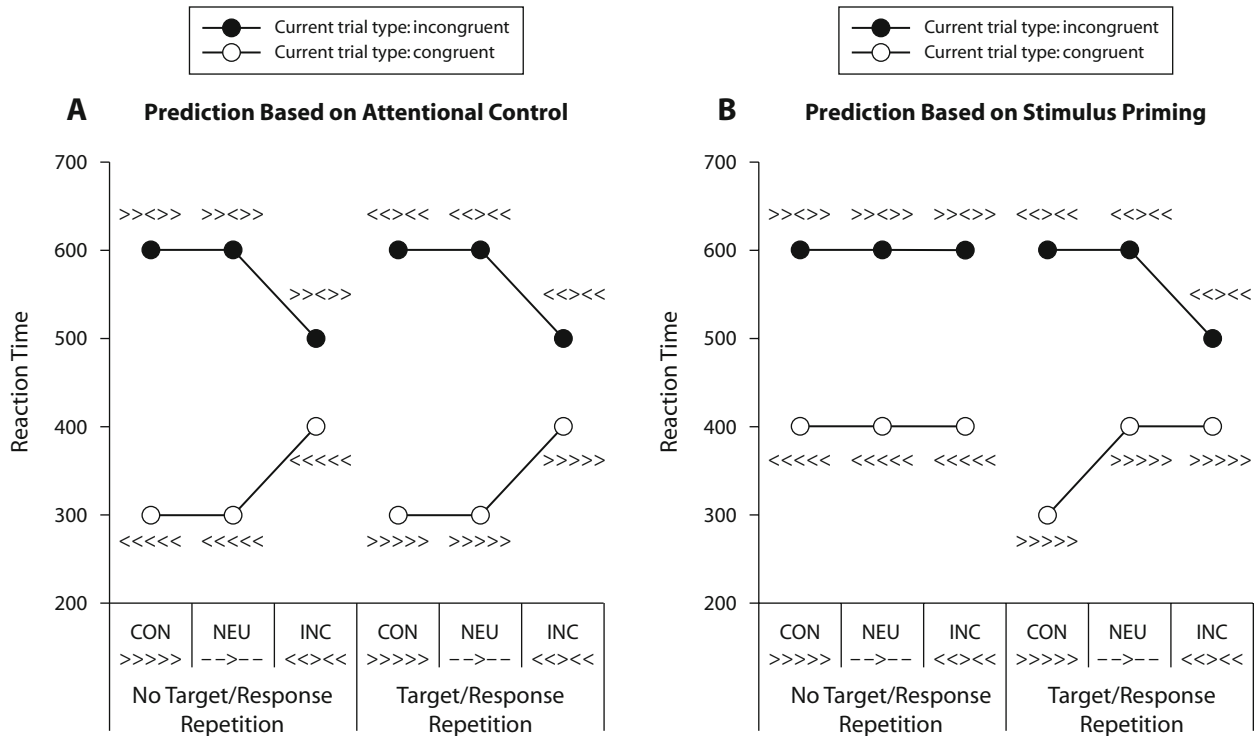 Current trial type: incongruent
Current trial type: congruent
A Prediction Based on Attentional Control
Reaction Time
700
600
500
400
300
200
>><>> >><>>
<<><< <<><<
>><>>
<<><<
<<<<<
>>>>>
<<<<< <<<<<
>>>>> >>>>>
CON NEU INC CON NEU INC
>>>>> -->-- <<><< >>>>> -->-- <<><<
No Target/Response Target/Response
Repetition Repetition
Current trial type: incongruent
Current trial type: congruent
B Prediction Based on Stimulus Priming
Reaction Time
700
600
500
400
300
200
>><>> >><>> >><>>
<<><< <<><<
<<><<
<<<<< <<<<< <<<<<
>>>>> >>>>>
>>>>>
CON NEU INC CON NEU INC
>>>>> -->-- <<><< >>>>> -->-- <<><<
No Target/Response Target/Response
Repetition Repetition